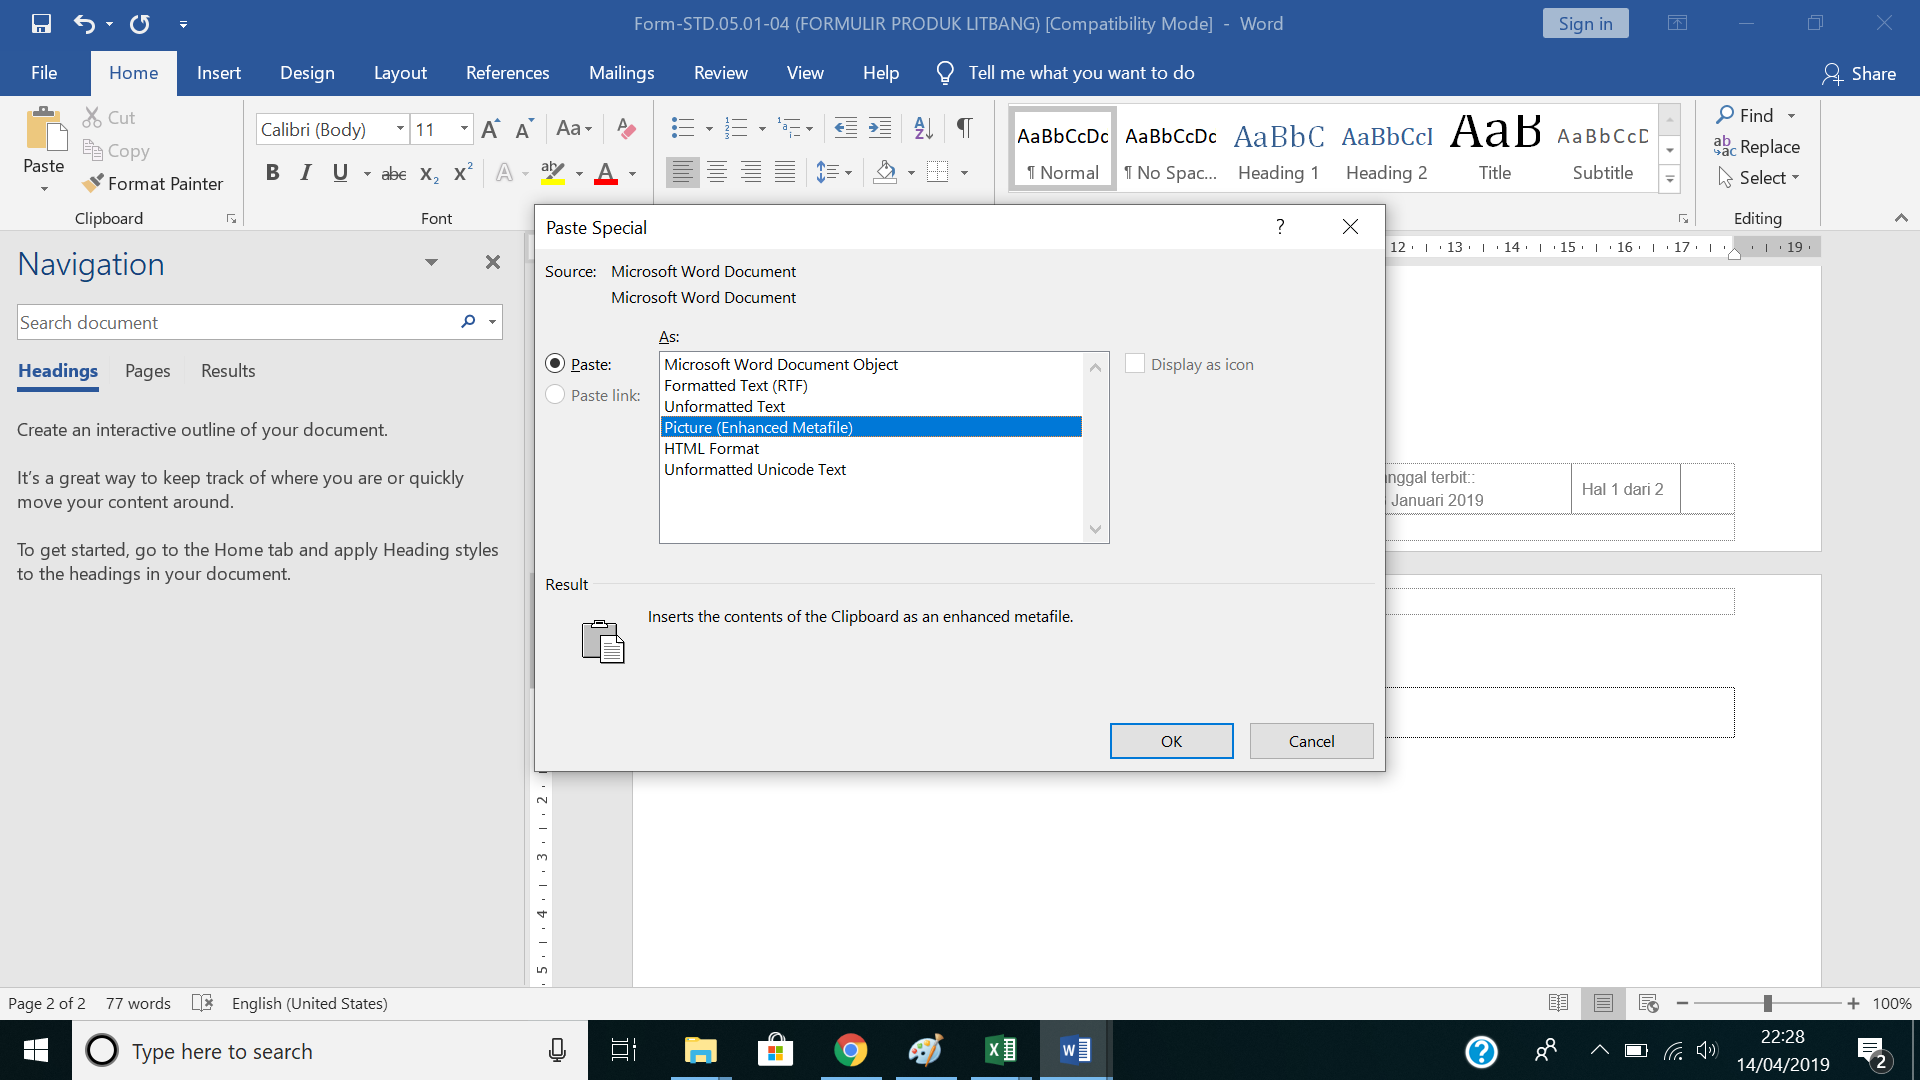 Form-STD.05.01-04 (FORMULIR PRODUK LITBANG) [Compatibility Mode] - Word
Sign in
File
Home
Insert
Design
Layout
References
Mailings
Review
View
Help
Tell me what you want to do
Share
Paste
Cut
Copy
Format Painter
Clipboard
Calibri (Body)
11
Font
AaBbCcDc
¶ Normal
AaBbCcDc
¶ No Spac...
AaBbC
Heading 1
AaBbCcI
Heading 2
AaB
Title
AaBbCcD
Subtitle
Find
Replace
Select
Editing
Navigation
Search document
Headings
Pages
Results
Create an interactive outline of your document.
It's a great way to keep track of where you are or quickly
move your content around.
To get started, go to the Home tab and apply Heading styles
to the headings in your document.
Paste Special
?
Source: Microsoft Word Document
Microsoft Word Document
As:
Paste:
Paste link:
Microsoft Word Document Object
Formatted Text (RTF)
Unformatted Text
Picture (Enhanced Metafile)
HTML Format
Unformatted Unicode Text
Display as icon
Result
Inserts the contents of the Clipboard as an enhanced metafile.
OK
Cancel
12 13 14 15 16 17 19
nggal terbit::
Januari 2019
Hal 1 dari 2
2
3
4
5
Page 2 of 2
77 words
English (United States)
100%
Type here to search
22:28
14/04/2019
2